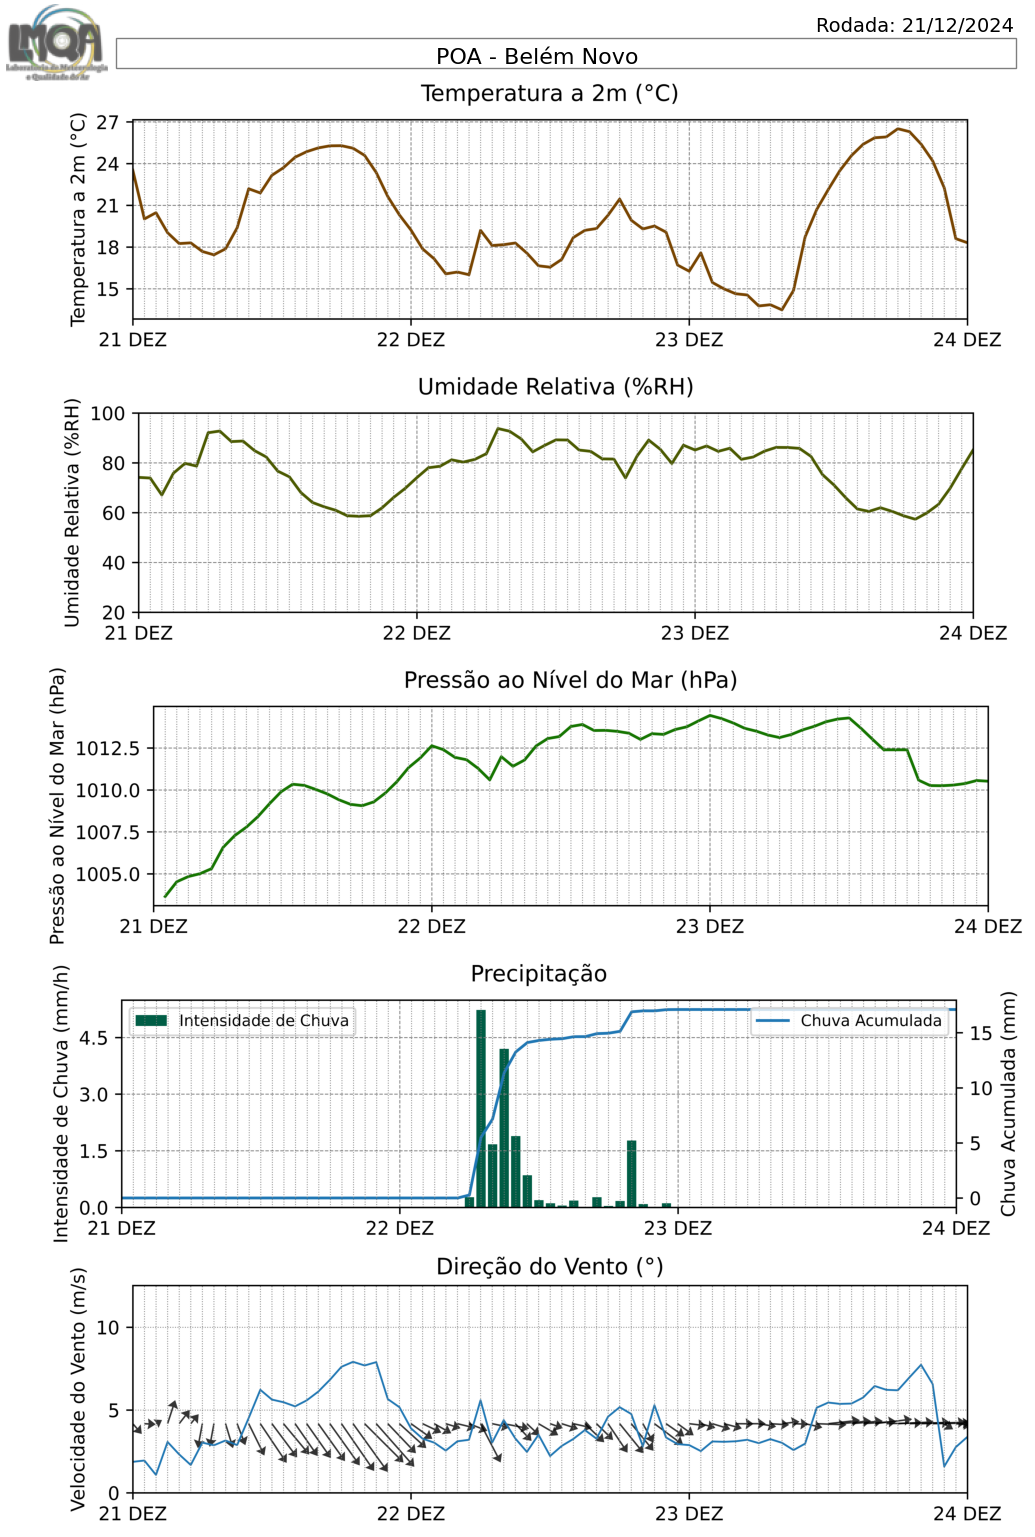 LMQA
Laboratório de Meteorologia
e Qualidade do Ar
Rodada: 21/12/2024
POA - Belém Novo
Temperatura a 2m (°C)
Temperatura a 2m (°C)
27
24
21
18
15
21 DEZ 22 DEZ 23 DEZ 24 DEZ
Umidade Relativa (%RH)
Umidade Relativa (%RH)
100
80
60
40
20
21 DEZ 22 DEZ 23 DEZ 24 DEZ
Pressão ao Nível do Mar (hPa)
Pressão ao Nível do Mar (hPa)
1012.5
1010.0
1007.5
1005.0
21 DEZ 22 DEZ 23 DEZ 24 DEZ
Precipitação
Intensidade de Chuva (mm/h)
Intensidade de Chuva
Chuva Acumulada
4.5
3.0
1.5
0.0
15
10
5
0
Chuva Acumulada (mm)
21 DEZ 22 DEZ 23 DEZ 24 DEZ
Direção do Vento (°)
Velocidade do Vento (m/s)
10
5
0
21 DEZ 22 DEZ 23 DEZ 24 DEZ